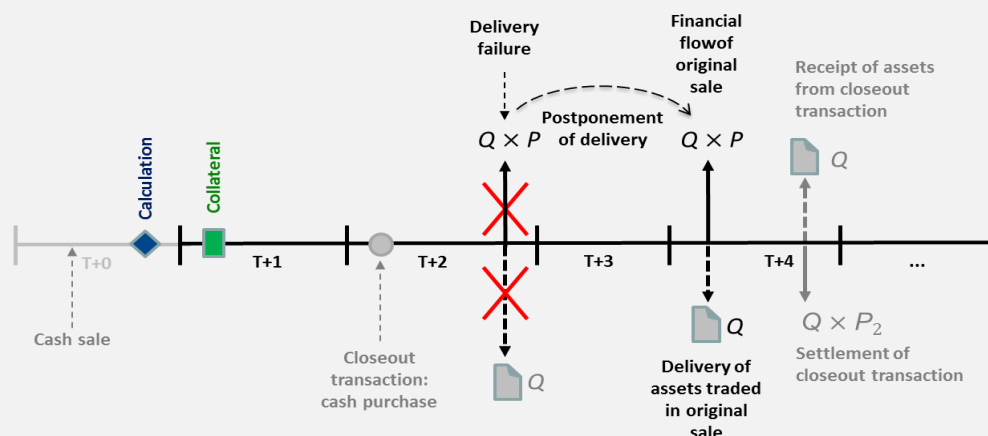 Delivery
failure
Financial
flowof
original
sale
Receipt of assets
from closeout
transaction
Postponement
of delivery
Q × P
Q × P
Q
Calculation
Collateral
T+0
T+1
T+2
T+3
T+4
...
Cash sale
Closeout
transaction:
cash purchase
Q
Q
Delivery of
assets traded
in original
sale
Q × P₂
Settlement of
closeout transaction